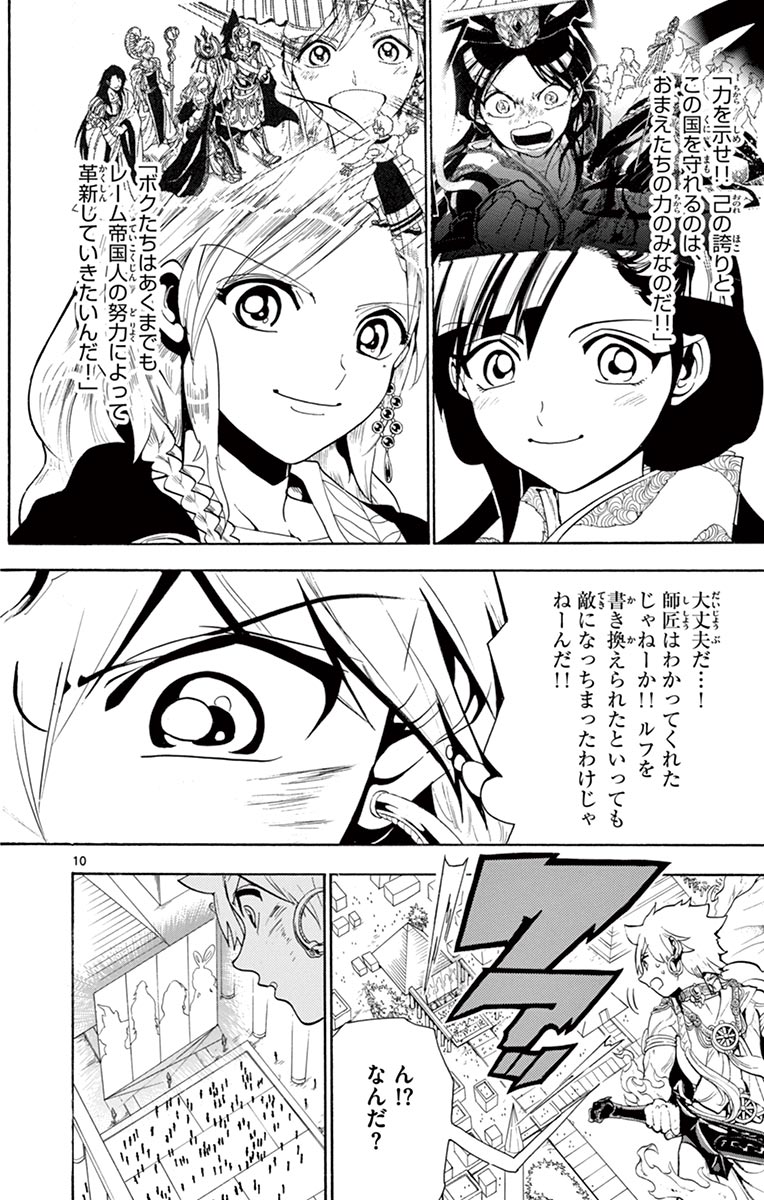 「力を示せ!! 己の誇りと
この国を守れるのは、
おまえたちの力のみなのだ!!」
「ボクたちはあくまでも
レーム帝国人の努力によって
革新していきたいんだ!」
大丈夫だ…!
師匠はわかってくれた
じゃねーか!! ルフを
書き換えられたといっても
敵になっちまったわけじゃ
ねーんだ!!
10
ワァァ!!
ん!?
なんだ?